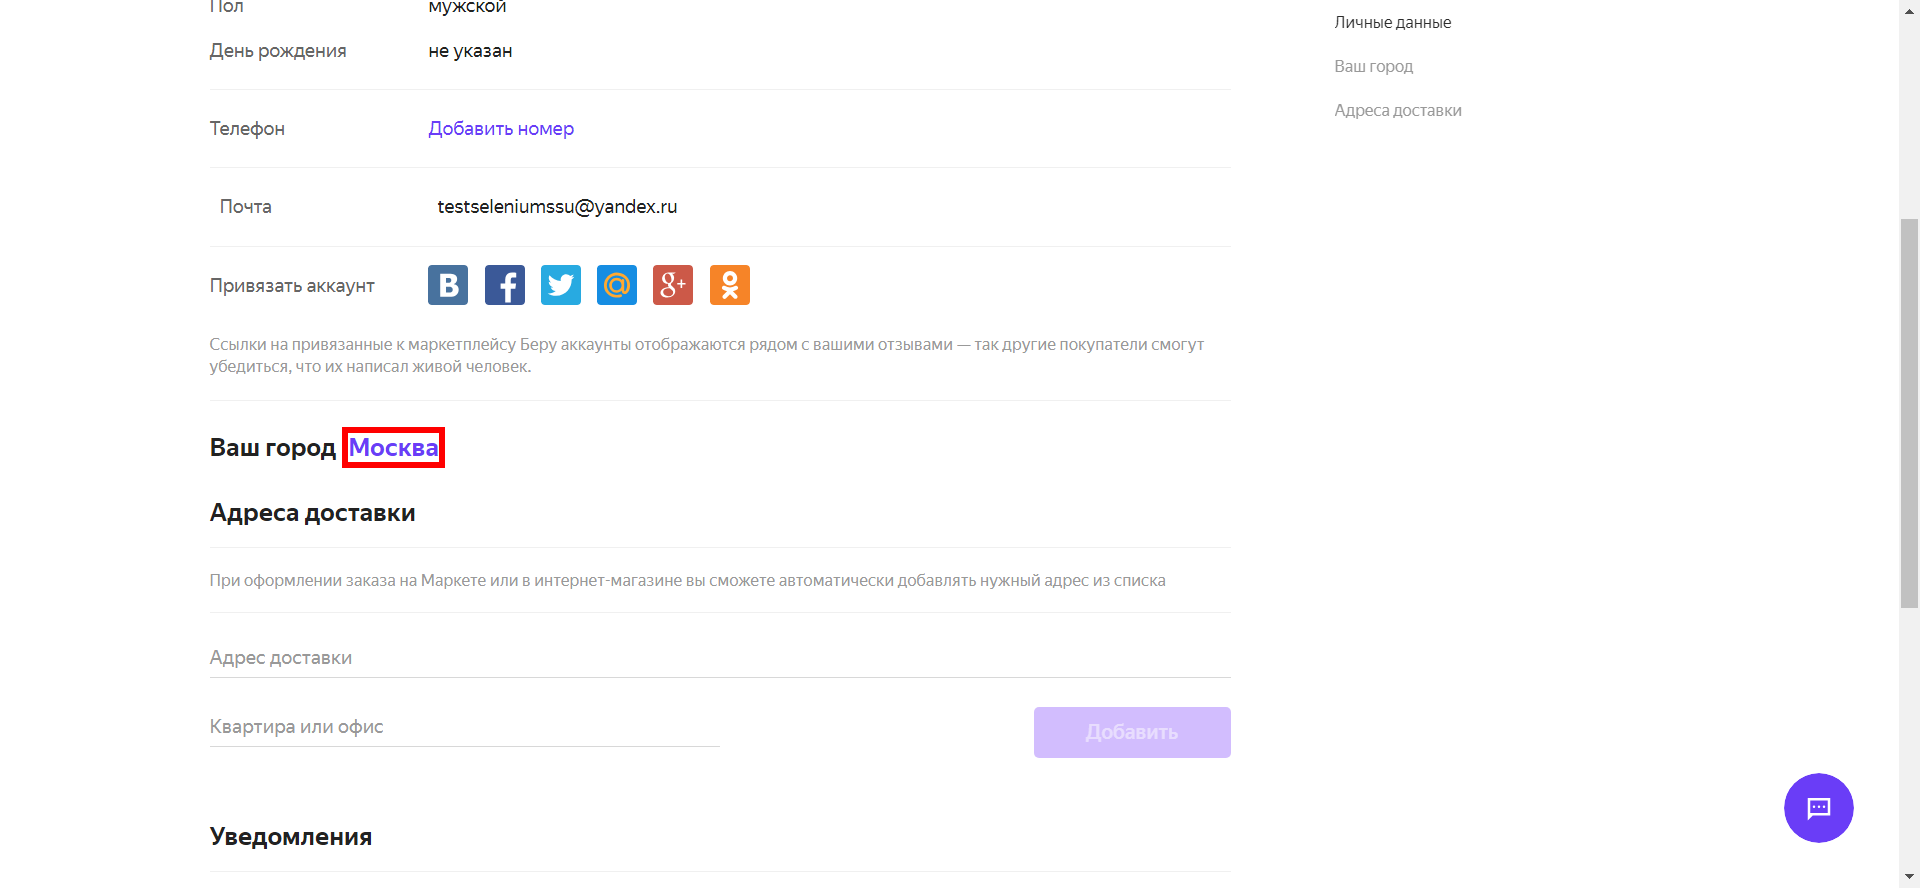 Пол мужской
День рождения не указан
Телефон Добавить номер
Почта testseleniumssu@yandex.ru
Привязать аккаунт
Ссылки на привязанные к маркетплейсу Беру аккаунты отображаются рядом с вашими отзывами — так другие покупатели смогут
убедиться, что их написал живой человек.
Ваш город Москва
Адреса доставки
При оформлении заказа на Маркете или в интернет-магазине вы сможете автоматически добавлять нужный адрес из списка
Адрес доставки
Квартира или офис
Добавить
Уведомления
Личные данные
Ваш город
Адреса доставки